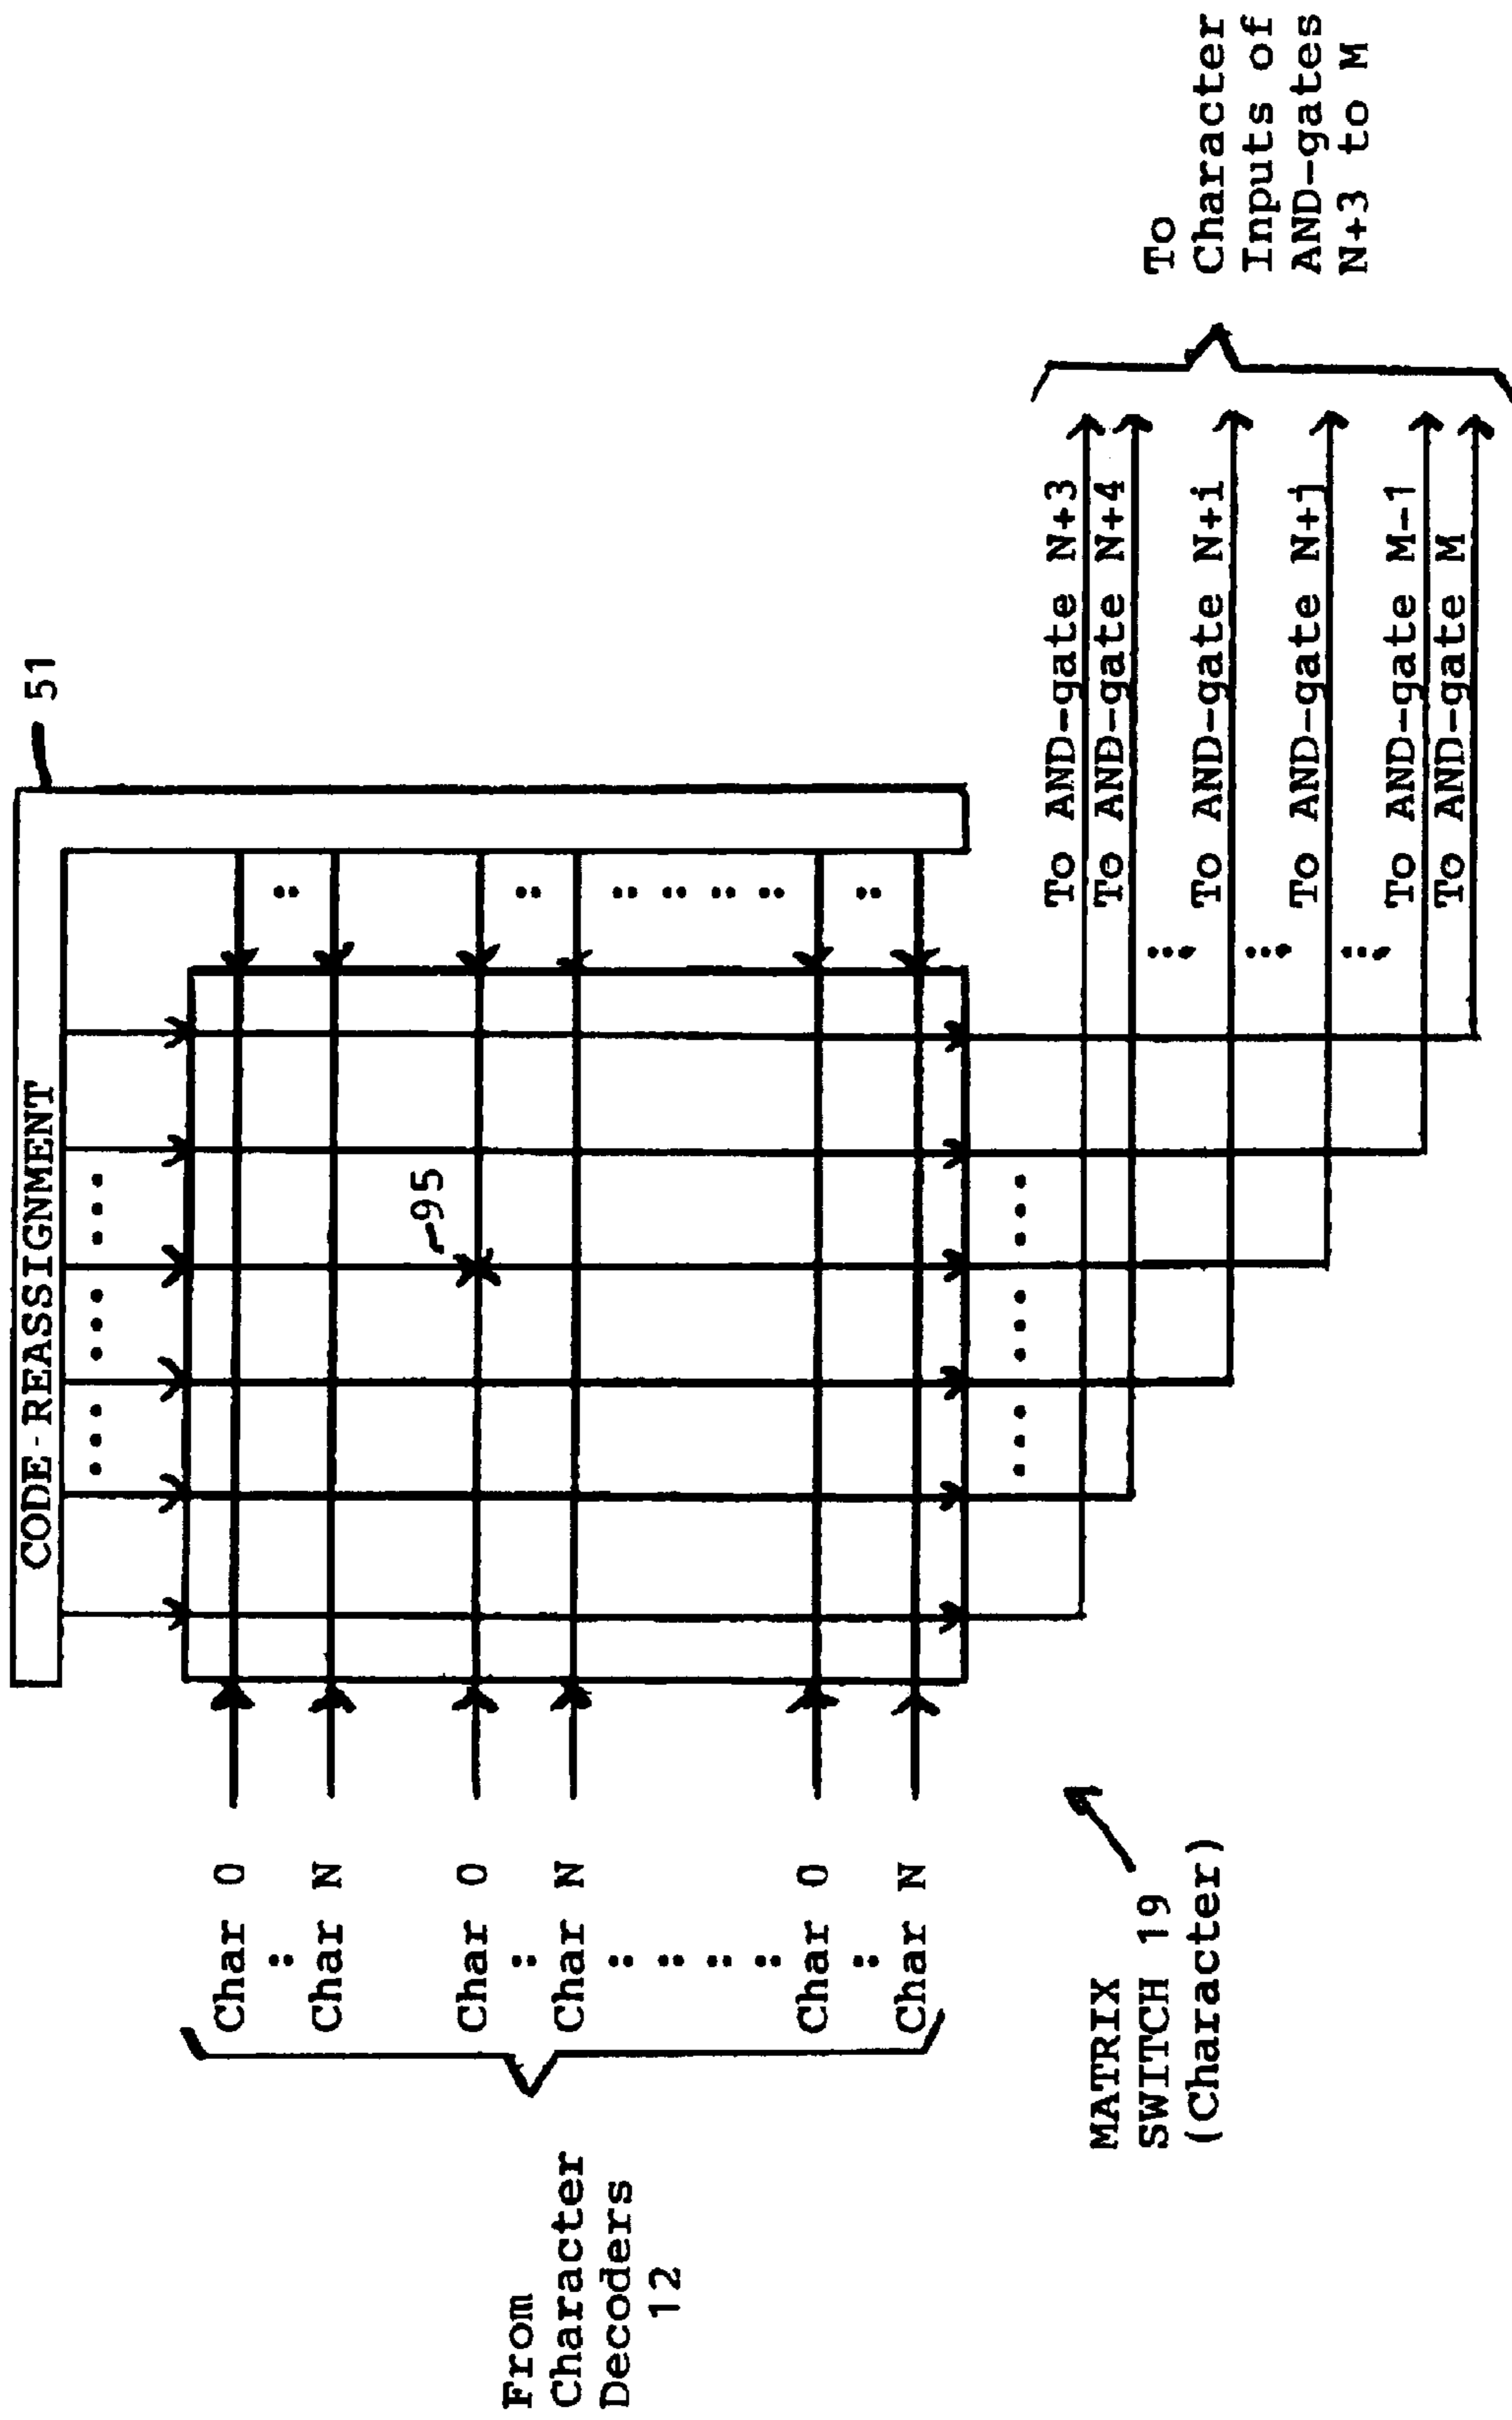 CODE-REASSIGNMENT
51
95
From
Character
Decoders
12
Char 0
Char N
Char 0
Char N
Char 0
Char N
MATRIX
SWITCH 19
(Character)
To AND-gate N+3
To AND-gate N+4
To AND-gate N+i
To AND-gate N+j
To AND-gate M-1
To AND-gate M
To
Character
Inputs of
AND-gates
N+3 to M